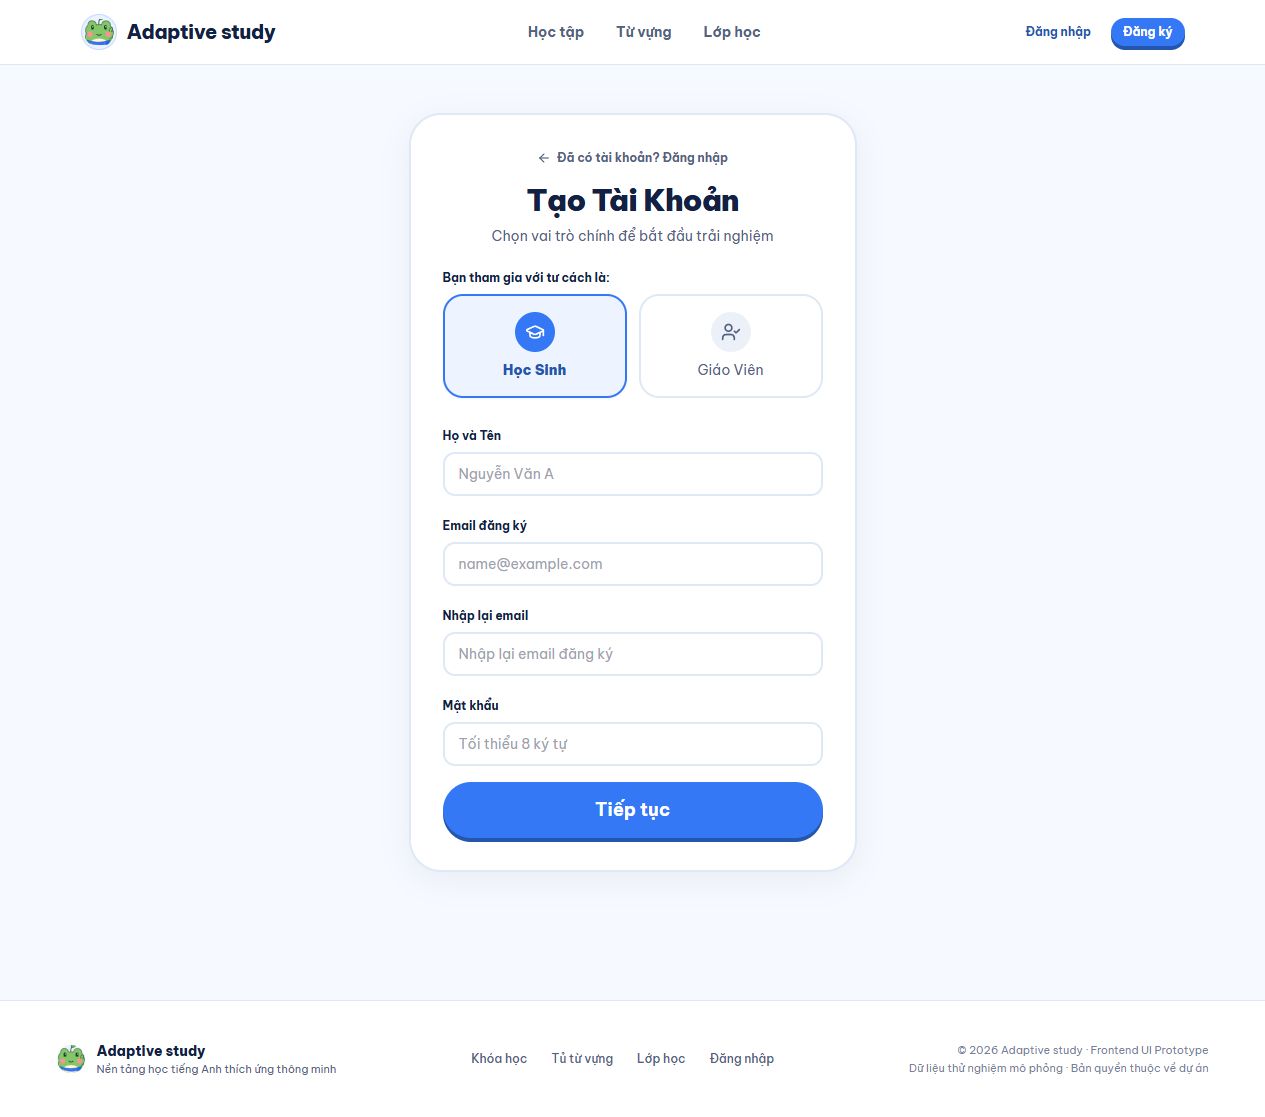 Adaptive study
Học tập
Từ vựng
Lớp học
Đăng nhập
Đăng ký
Đã có tài khoản? Đăng nhập
Tạo Tài Khoản
Chọn vai trò chính để bắt đầu trải nghiệm
Bạn tham gia với tư cách là:
Học Sinh
Giáo Viên
Họ và Tên
Nguyễn Văn A
Email đăng ký
name@example.com
Nhập lại email
Nhập lại email đăng ký
Mật khẩu
Tối thiểu 8 ký tự
Tiếp tục
Adaptive study
Nền tảng học tiếng Anh thích ứng thông minh
Khóa học
Tủ từ vựng
Lớp học
Đăng nhập
© 2026 Adaptive study · Frontend UI Prototype
Dữ liệu thử nghiệm mô phỏng · Bản quyền thuộc về dự án